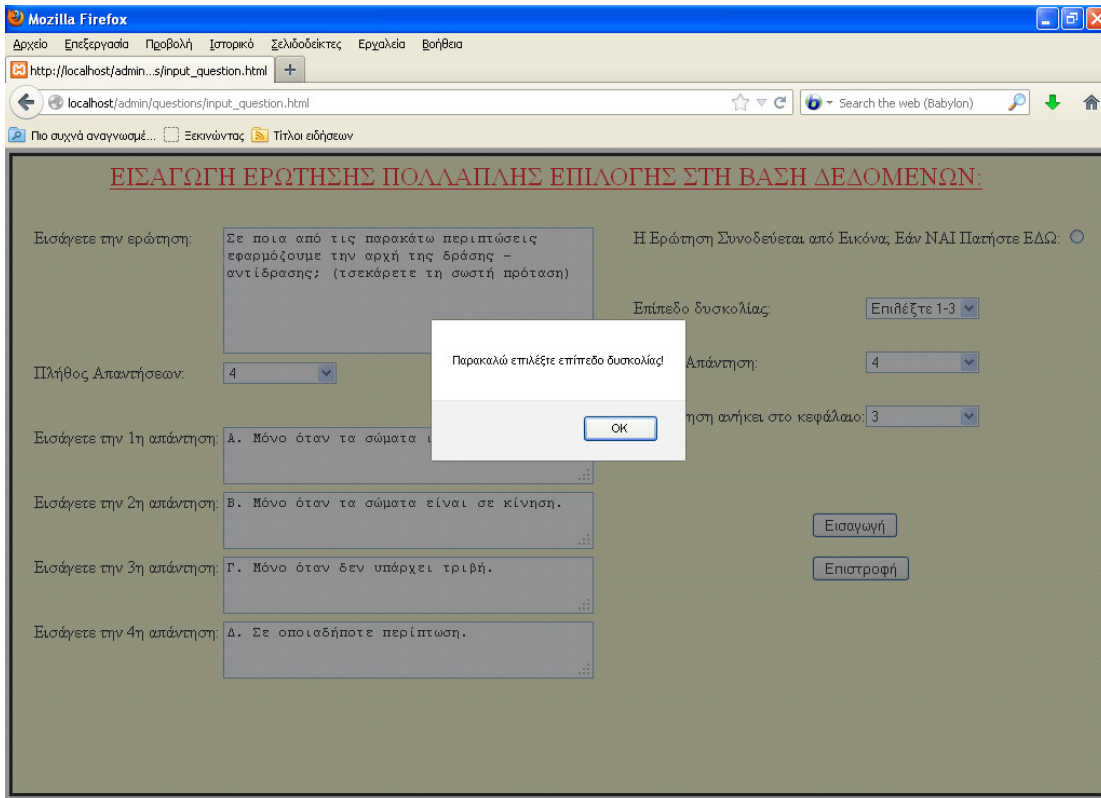 Mozilla Firefox
Αρχείο Επεξεργασία Προβολή Ιστορικό Σελιδοδείκτες Εργαλεία Βοήθεια
http://localhost/admin...s/input_question.html +
localhost/admin/questions/input_question.html
Search the web (Babylon)
Πιο συχνά αναγνωσμέ... Ξεκινώντας Τίτλοι ειδήσεων
ΕΙΣΑΓΩΓΗ ΕΡΩΤΗΣΗΣ ΠΟΛΛΑΠΛΗΣ ΕΠΙΛΟΓΗΣ ΣΤΗ ΒΑΣΗ ΔΕΔΟΜΕΝΩΝ:
Εισάγετε την ερώτηση:
Σε ποια από τις παρακάτω περιπτώσεις
εφαρμόζουμε την αρχή της δράσης –
αντίδρασης; (τσεκάρετε τη σωστή πρόταση)
Η Ερώτηση Συνοδεύεται από Εικόνα; Εάν ΝΑΙ Πατήστε ΕΔΩ:
Επίπεδο δυσκολίας: Επιλέξτε 1-3
Παρακαλώ επιλέξτε επίπεδο δυσκολίας!
OK
Πλήθος Απαντήσεων: 4
Απάντηση: 4
ανήκει στο κεφάλαιο: 3
Εισάγετε την 1η απάντηση: Α. Μόνο όταν τα σώματα
Εισάγετε την 2η απάντηση: Β. Μόνο όταν τα σώματα είναι σε κίνηση.
Εισαγωγή
Εισάγετε την 3η απάντηση: Γ. Μόνο όταν δεν υπάρχει τριβή.
Επιστροφή
Εισάγετε την 4η απάντηση: Δ. Σε οποιαδήποτε περίπτωση.